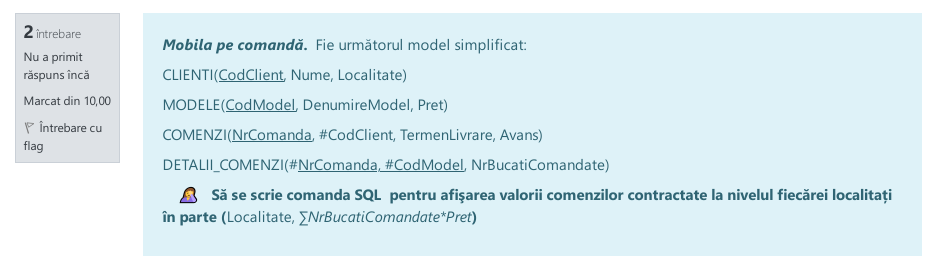 2 întrebare
Nu a primit
răspuns încă
Marcat din 10,00
Întrebare cu
flag
Mobila pe comandă. Fie următorul model simplificat:
CLIENTI(CodClient, Nume, Localitate)
MODELE(CodModel, DenumireModel, Pret)
COMENZI(NrComanda, #CodClient, TermenLivrare, Avans)
DETALII_COMENZI(#NrComanda, #CodModel, NrBucatiComandate)
Să se scrie comanda SQL pentru afişarea valorii comenzilor contractate la nivelul fiecărei localitați
în parte (Localitate, ∑NrBucatiComandate*Pret)